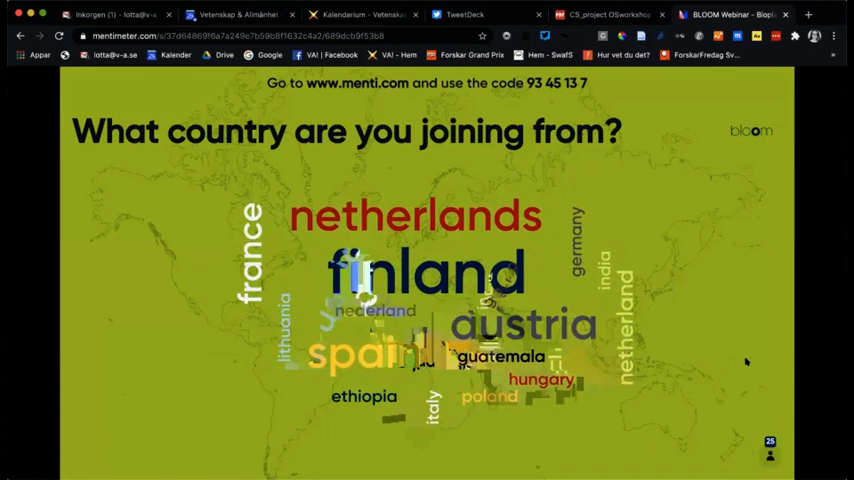 Inkorgen (1) - lotta@v-a
Vetenskap & Allmänhet
Kalendarium - Vetenska
TweetDeck
CS_project OSworkshop
BLOOM Webinar - Biopla
mentimeter.com/s/37d64869f6a7a249e7b59b8f1632c4a2/689dcb9f53b8
Appar
lotta@v-a.se
Kalender
Drive
Google
VA! | Facebook
VA! - Hem
Forskar Grand Prix
Hem - SwafS
Hur vet du det?
ForskarFredag Sv...
Go to www.menti.com and use the code 93 45 13 7
What country are you joining from?
bloom
france
netherlands
germany
finland
india
lithuania
nederland
austria
netherland
spain
guatemala
hungary
ethiopia
italy
poland
25